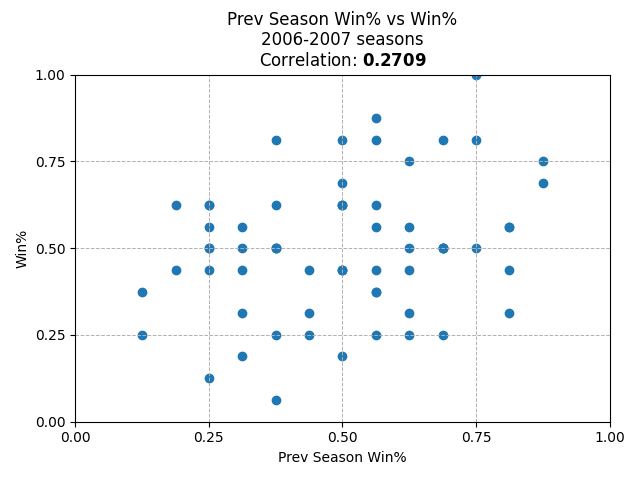 Prev Season Win% vs Win%
2006-2007 seasons
Correlation: 0.2709
1.00
0.75
0.50
0.25
0.00
Win%
0.00 0.25 0.50 0.75 1.00
Prev Season Win%